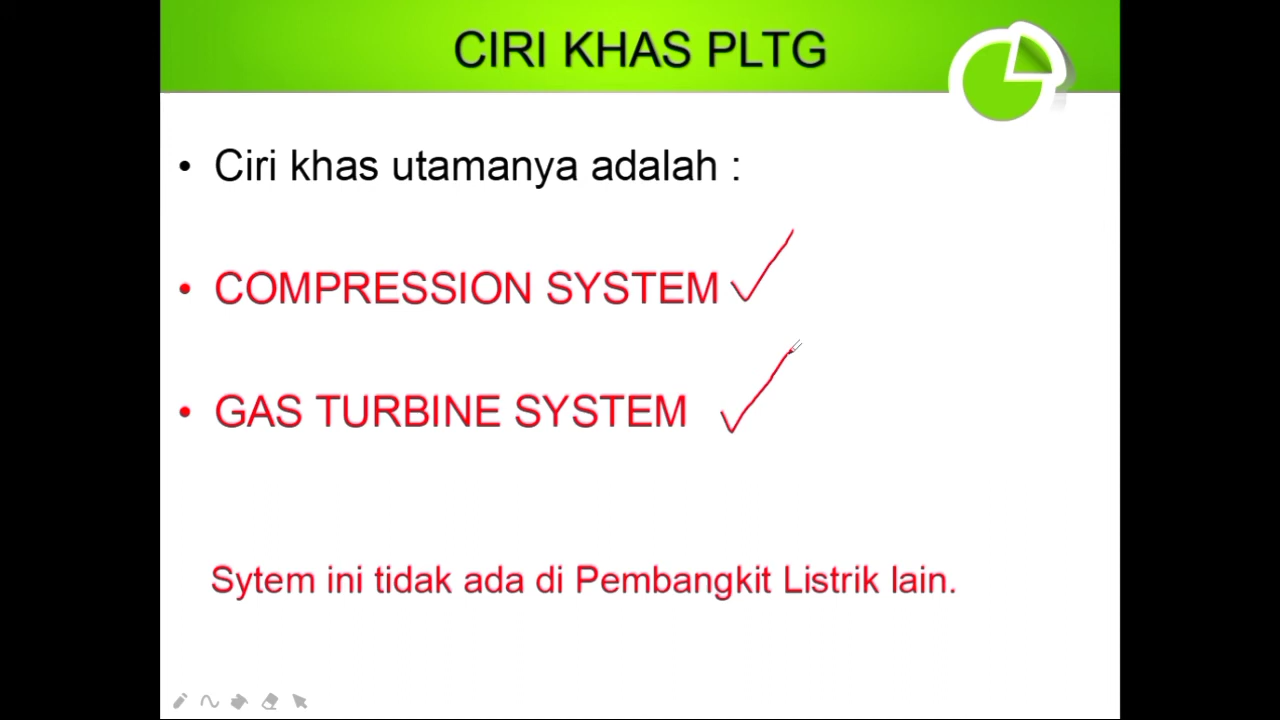 CIRI KHAS PLTG
• Ciri khas utamanya adalah :
• COMPRESSION SYSTEM
• GAS TURBINE SYSTEM
Sytem ini tidak ada di Pembangkit Listrik lain.